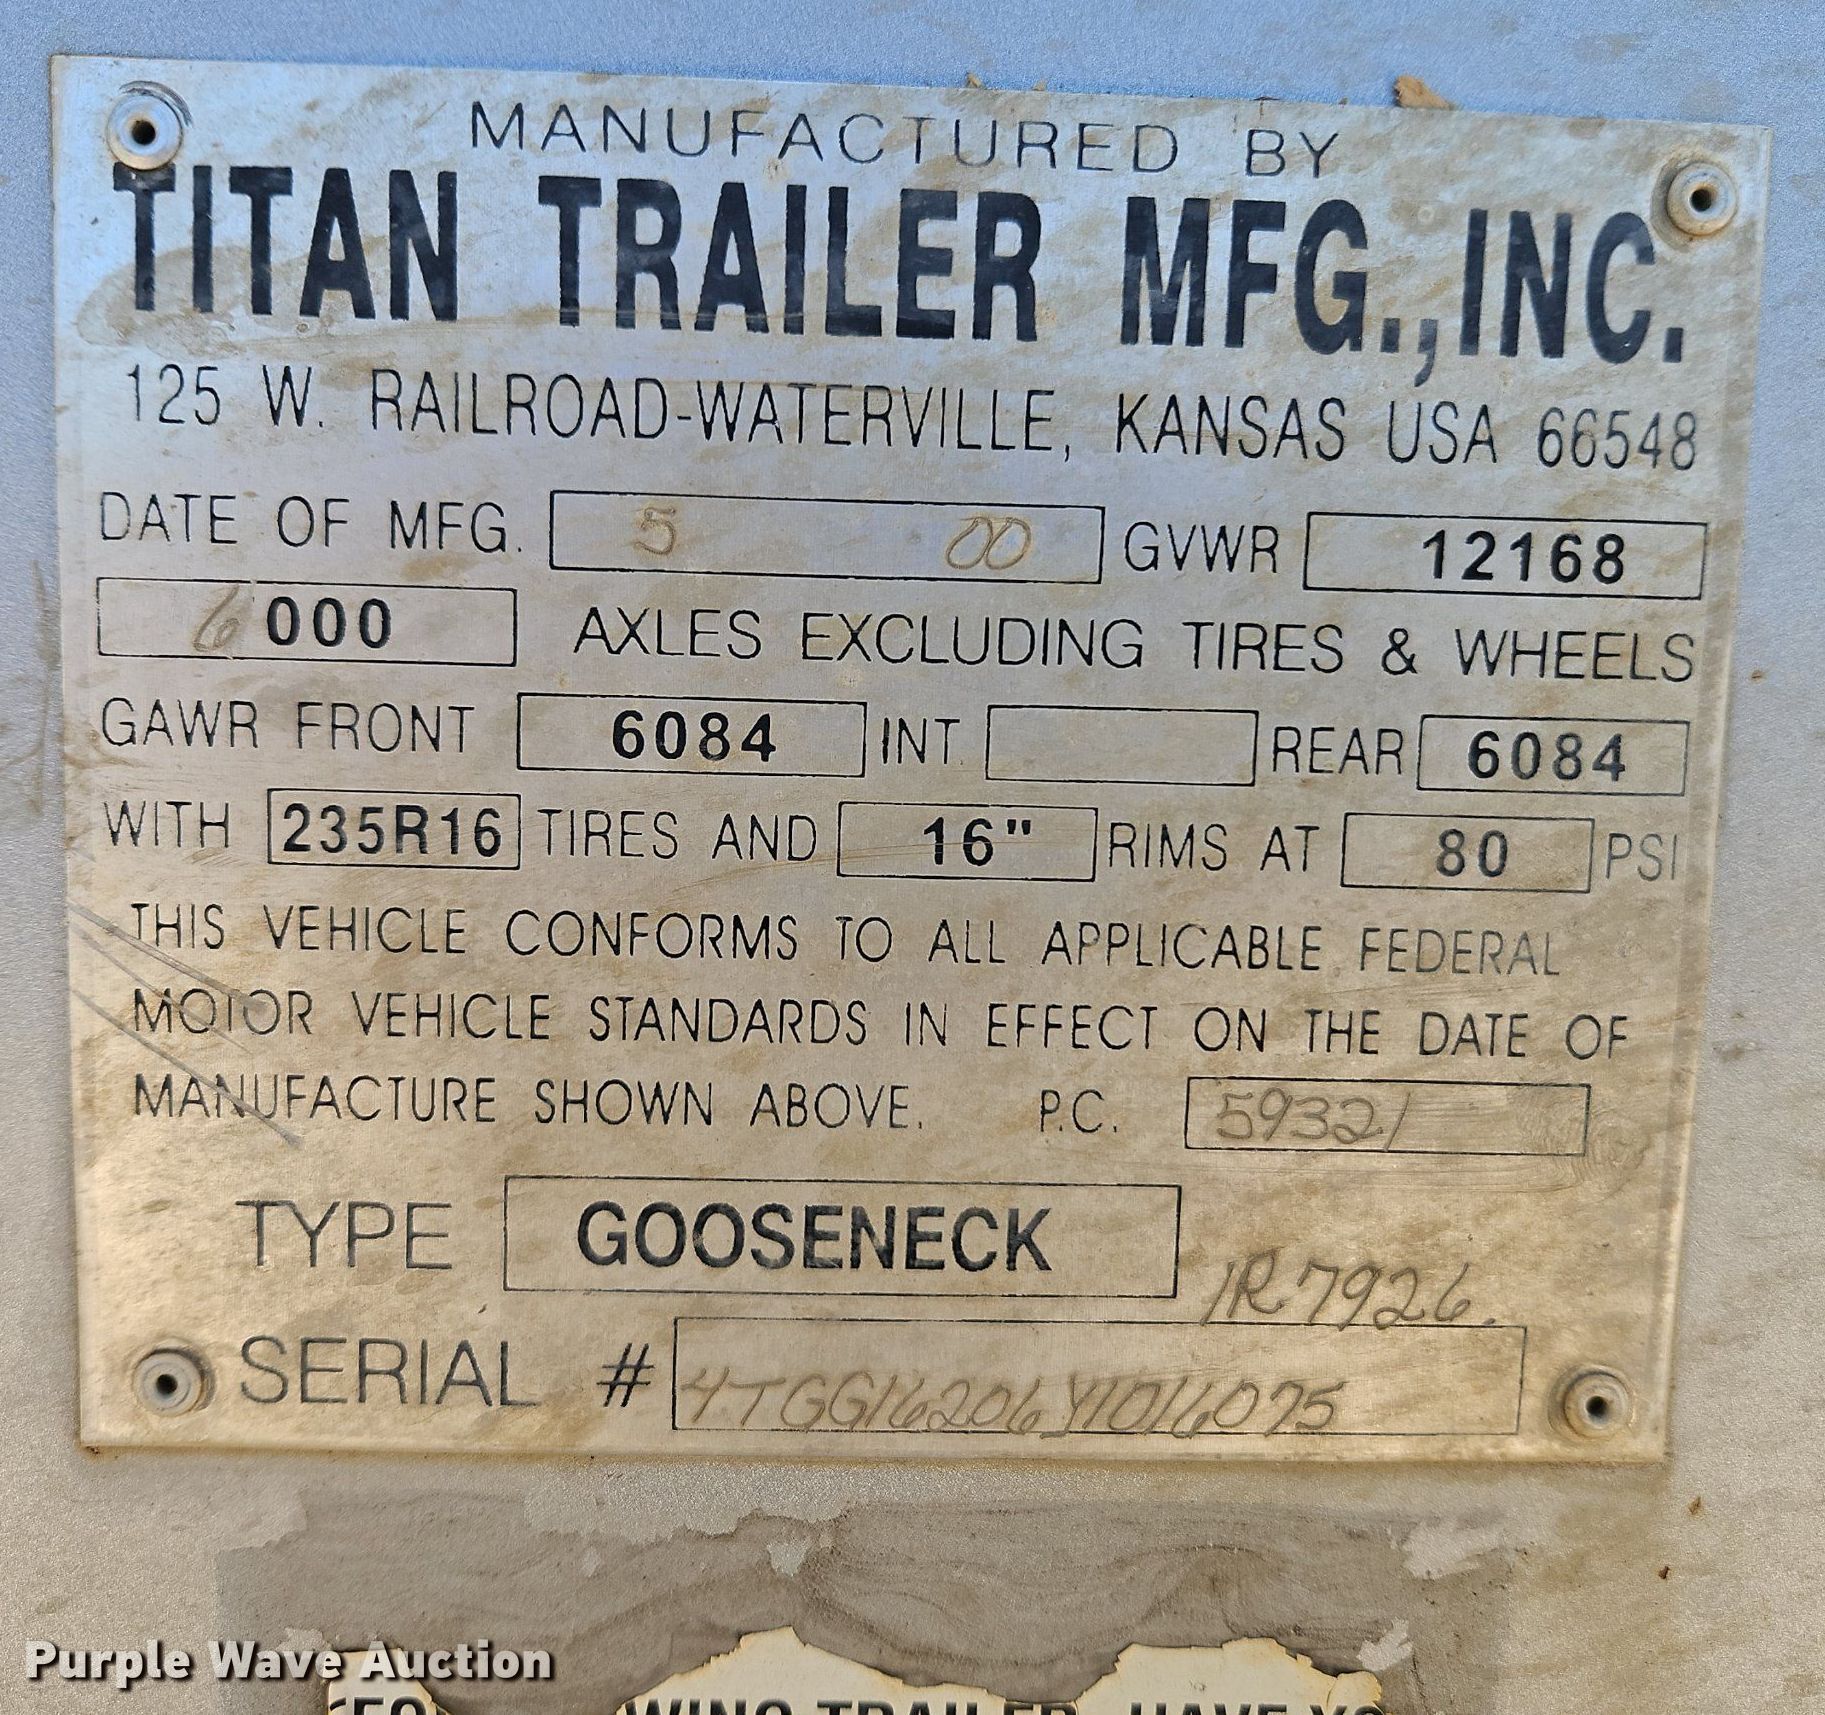 MANUFACTURED BY
TITAN TRAILER MFG., INC.
125 W. RAILROAD-WATERVILLE, KANSAS USA 66548
DATE OF MFG. 5 00 GVWR 12168
6000 AXLES EXCLUDING TIRES & WHEELS
GAWR FRONT 6084 INT. REAR 6084
WITH 235R16 TIRES AND 16" RIMS AT 80 PSI
THIS VEHICLE CONFORMS TO ALL APPLICABLE FEDERAL
MOTOR VEHICLE STANDARDS IN EFFECT ON THE DATE OF
MANUFACTURE SHOWN ABOVE. P.C. 59321
TYPE GOOSENECK
1R7926.
SERIAL # 4TGG16206Y1016075
Purple Wave Auction
TRAILER HAVE